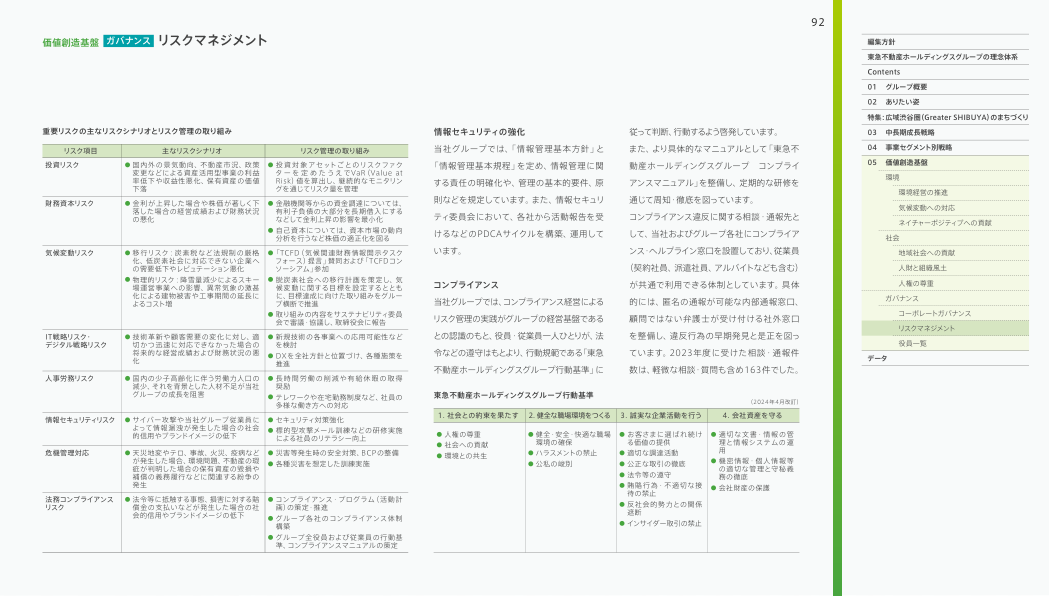 92
価値創造基盤 ガバナンス リスクマネジメント
重要リスクの主なリスクシナリオとリスク管理の取り組み
リスク項目 主なリスクシナリオ リスク管理の取り組み
投資リスク
● 国内外の景気動向、不動産市況、政策
変更などによる資産活用型事業の利益
率低下や収益性悪化、保有資産の価値
下落
● 投資対象アセットごとのリスクファク
ターを定めたうえでVaR(Value at
Risk)値を算出し、継続的なモニタリン
グを通じてリスク量を管理
財務資本リスク
● 金利が上昇した場合や株価が著しく下
落した場合の経営成績および財務状況
の悪化
● 金融機関等からの資金調達については、
有利子負債の大部分を長期借入にする
などして金利上昇の影響を最小化
● 自己資本については、資本市場の動向
分析を行うなど株価の適正化を図る
気候変動リスク
● 移行リスク:炭素税など法規制の厳格
化、低炭素社会に対応できない企業へ
の需要低下やレピュテーション悪化
● 物理的リスク:降雪量減少によるスキー
場運営事業への影響、異常気象の激甚
化による建物被害や工事期間の延長に
よるコスト増
● 「TCFD(気候関連財務情報開示タスク
フォース)提言」賛同および「TCFDコン
ソーシアム」参加
● 脱炭素社会への移行計画を策定し、気
候変動に関する目標を設定するととも
に、目標達成に向けた取り組みをグルー
プ横断で推進
● 取り組みの内容をサステナビリティ委員
会で審議・協議し、取締役会に報告
IT戦略リスク・
デジタル戦略リスク
● 技術革新や顧客需要の変化に対し、適
切かつ迅速に対応できなかった場合の
将来的な経営成績および財務状況の悪
化
● 新規技術の各事業への応用可能性など
を検討
● DXを全社方針と位置づけ、各種施策を
推進
人事労務リスク
● 国内の少子高齢化に伴う労働力人口の
減少、それを背景とした人材不足が当社
グループの成長を阻害
● 長時間労働の削減や有給休暇の取得
奨励
● テレワークや在宅勤務制度など、社員の
多様な働き方への対応
情報セキュリティリスク
● サイバー攻撃や当社グループ従業員に
よって情報漏洩が発生した場合の社会
的信用やブランドイメージの低下
● セキュリティ対策強化
● 標的型攻撃メール訓練などの研修実施
による社員のリテラシー向上
危機管理対応
● 天災地変やテロ、事故、火災、疫病など
が発生した場合、環境問題、不動産の瑕
疵が判明した場合の保有資産の毀損や
補償の義務履行などに関連する紛争の
発生
● 災害等発生時の安全対策、BCPの整備
● 各種災害を想定した訓練実施
法務コンプライアンス
リスク
● 法令等に抵触する事態、損害に対する賠
償金の支払いなどが発生した場合の社
会的信用やブランドイメージの低下
● コンプライアンス・プログラム(活動計
画)の策定・推進
● グループ各社のコンプライアンス体制
構築
● グループ全役員および従業員の行動基
準、コンプライアンスマニュアルの策定
情報セキュリティの強化
当社グループでは、「情報管理基本方針」と
「情報管理基本規程」を定め、情報管理に関
する責任の明確化や、管理の基本的要件、原
則などを規定しています。また、情報セキュリ
ティ委員会において、各社から活動報告を受
けるなどのPDCAサイクルを構築、運用して
います。
コンプライアンス
当社グループでは、コンプライアンス経営による
リスク管理の実践がグループの経営基盤である
との認識のもと、役員・従業員一人ひとりが、法
令などの遵守はもとより、行動規範である「東急
不動産ホールディングスグループ行動基準」に
従って判断、行動するよう啓発しています。
また、より具体的なマニュアルとして「東急不
動産ホールディングスグループ コンプライ
アンスマニュアル」を整備し、定期的な研修を
通じて周知・徹底を図っています。
コンプライアンス違反に関する相談・通報先と
して、当社およびグループ各社にコンプライア
ンス・ヘルプライン窓口を設置しており、従業員
(契約社員、派遣社員、アルバイトなども含む)
が共通で利用できる体制としています。具体
的には、匿名の通報が可能な内部通報窓口、
顧問ではない弁護士が受け付ける社外窓口
を整備し、違反行為の早期発見と是正を図っ
ています。2023年度に受けた相談・通報件
数は、軽微な相談・質問も含め163件でした。
東急不動産ホールディングスグループ行動基準
(2024年4月改訂)
1. 社会との約束を果たす 2. 健全な職場環境をつくる 3. 誠実な企業活動を行う 4. 会社資産を守る
● 人権の尊重
● 社会への貢献
● 環境との共生
● 健全・安全・快適な職場
環境の確保
● ハラスメントの禁止
● 公私の峻別
● お客さまに選ばれ続け
る価値の提供
● 適切な調達活動
● 公正な取引の徹底
● 法令等の遵守
● 贈賄行為・不適切な接
待の禁止
● 反社会的勢力との関係
遮断
● インサイダー取引の禁止
● 適切な文書・情報の管
理と情報システムの運
用
● 機密情報・個人情報等
の適切な管理と守秘義
務の徹底
● 会社財産の保護
編集方針
東急不動産ホールディングスグループの理念体系
Contents
01 グループ概要
02 ありたい姿
特集:広域渋谷圏(Greater SHIBUYA)のまちづくり
03 中長期成長戦略
04 事業セグメント別戦略
05 価値創造基盤
環境
環境経営の推進
気候変動への対応
ネイチャーポジティブへの貢献
社会
地域社会への貢献
人財と組織風土
人権の尊重
ガバナンス
コーポレートガバナンス
リスクマネジメント
役員一覧
データ